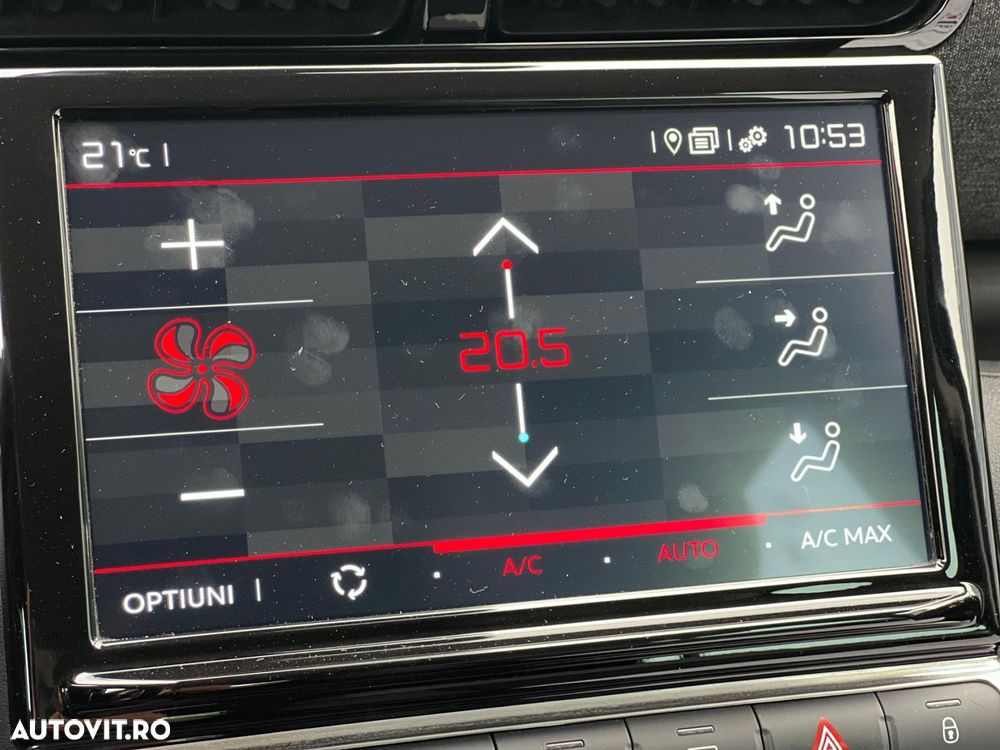 21°C 10:53
20.5
OPTIUNI A/C AUTO A/C MAX
AUTOVIT.RO